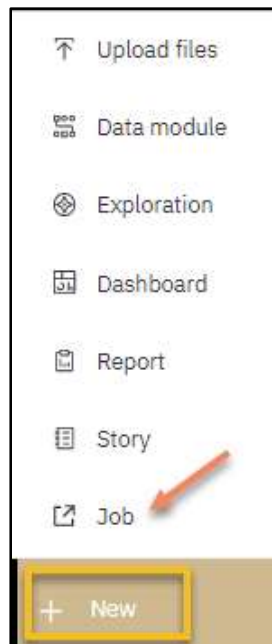 Upload files
Data module
Exploration
Dashboard
Report
Story
Job
+ New